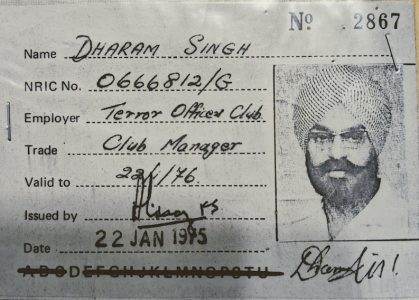 Nº 2867
Name DHARAM SINGH
NRIC No. 0666812/G
Employer Terror Officers Club
Trade Club Manager
Valid to 22/1/76
Issued by
Date 22 JAN 1975
A B C D E F G H J K L M N O P Q T U